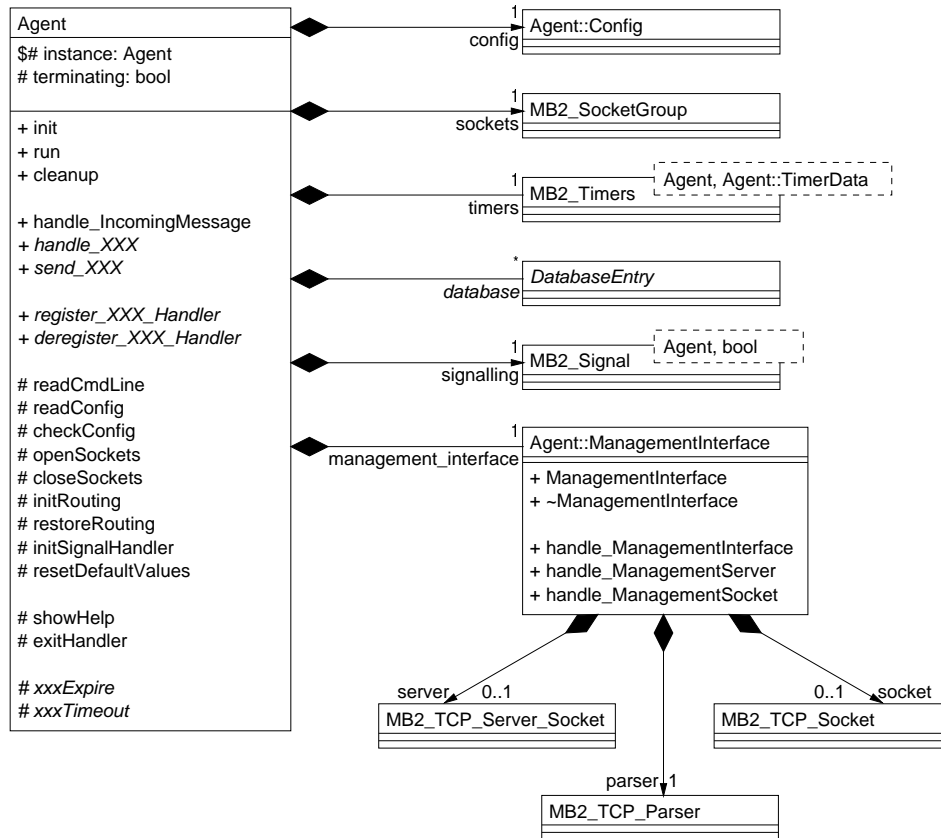 Agent
$# instance: Agent
# terminating: bool
+ init
+ run
+ cleanup
+ handle_IncomingMessage
+ handle_XXX
+ send_XXX
+ register_XXX_Handler
+ deregister_XXX_Handler
# readCmdLine
# readConfig
# checkConfig
# openSockets
# closeSockets
# initRouting
# restoreRouting
# initSignalHandler
# resetDefaultValues
# showHelp
# exitHandler
# xxxExpire
# xxxTimeout
1
config
Agent::Config
1
sockets
MB2_SocketGroup
1
timers
MB2_Timers
Agent, Agent::TimerData
*
database
DatabaseEntry
1
signalling
MB2_Signal
Agent, bool
1
management_interface
Agent::ManagementInterface
+ ManagementInterface
+ ~ManagementInterface
+ handle_ManagementInterface
+ handle_ManagementServer
+ handle_ManagementSocket
server 0..1
MB2_TCP_Server_Socket
0..1 socket
MB2_TCP_Socket
parser 1
MB2_TCP_Parser